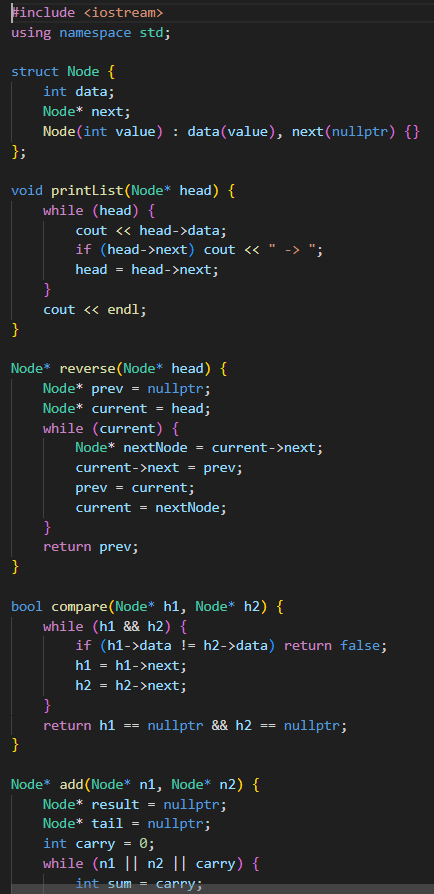 #include <iostream>
using namespace std;

struct Node {
    int data;
    Node* next;
    Node(int value) : data(value), next(nullptr) {}
};

void printList(Node* head) {
    while (head) {
        cout << head->data;
        if (head->next) cout << " -> ";
        head = head->next;
    }
    cout << endl;
}

Node* reverse(Node* head) {
    Node* prev = nullptr;
    Node* current = head;
    while (current) {
        Node* nextNode = current->next;
        current->next = prev;
        prev = current;
        current = nextNode;
    }
    return prev;
}

bool compare(Node* h1, Node* h2) {
    while (h1 && h2) {
        if (h1->data != h2->data) return false;
        h1 = h1->next;
        h2 = h2->next;
    }
    return h1 == nullptr && h2 == nullptr;
}

Node* add(Node* n1, Node* n2) {
    Node* result = nullptr;
    Node* tail = nullptr;
    int carry = 0;
    while (n1 || n2 || carry) {
        int sum = carry;